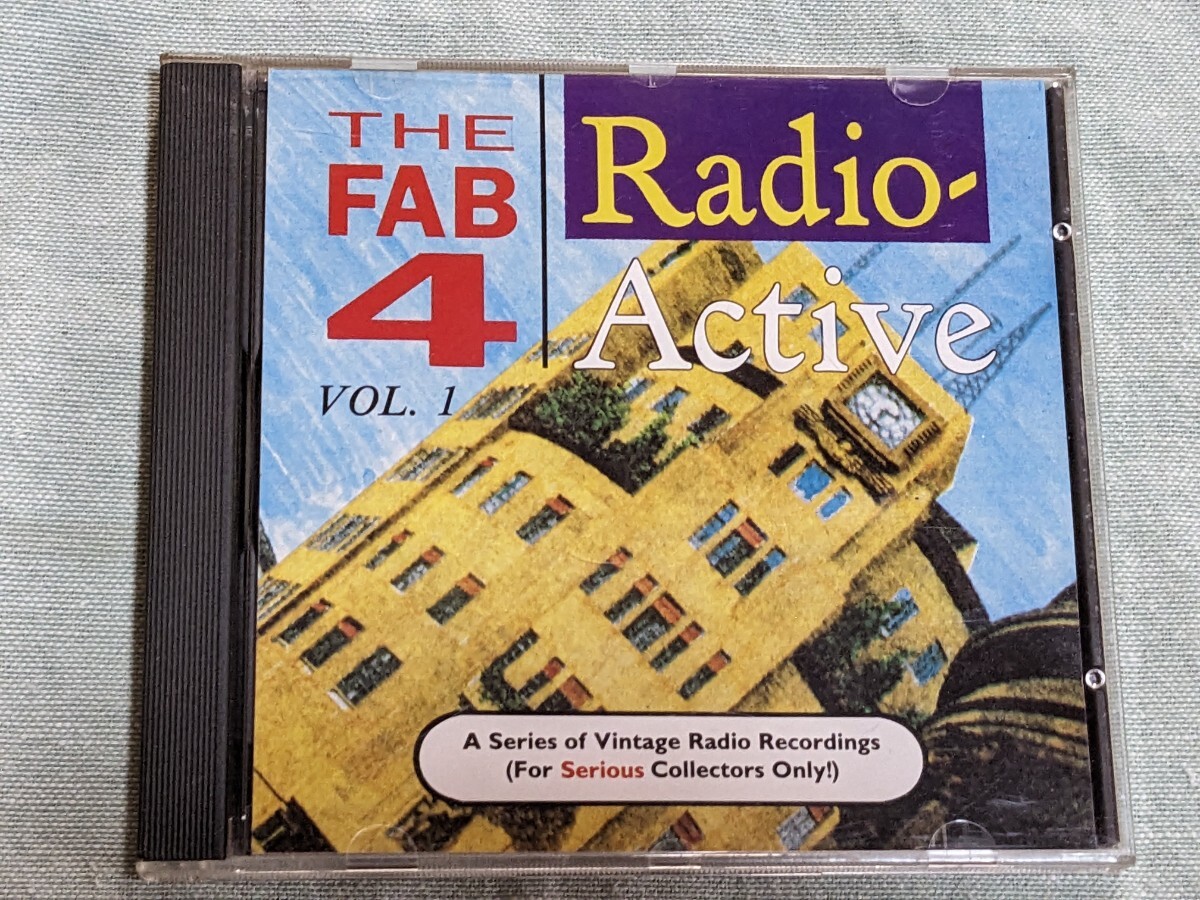 THE
FAB
4
VOL. 1
Radio-
Active
A Series of Vintage Radio Recordings
(For Serious Collectors Only!)